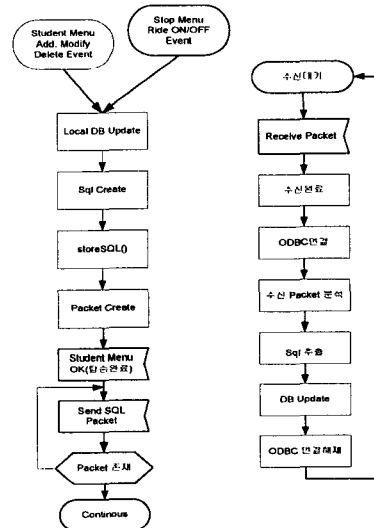 Student Menu
Add. Modify
Delete Event
Stop Menu
Ride ON/OFF
Event
Local DB Update
Sql Create
storeSQL()
Packet Create
Student Menu
OK(탑승완료)
Send SQL
Packet
Packet 존재
Continous
수신대기
Receive Packet
수신완료
ODBC연결
수신 Packet 분석
Sql 추출
DB Update
ODBC 연결해제